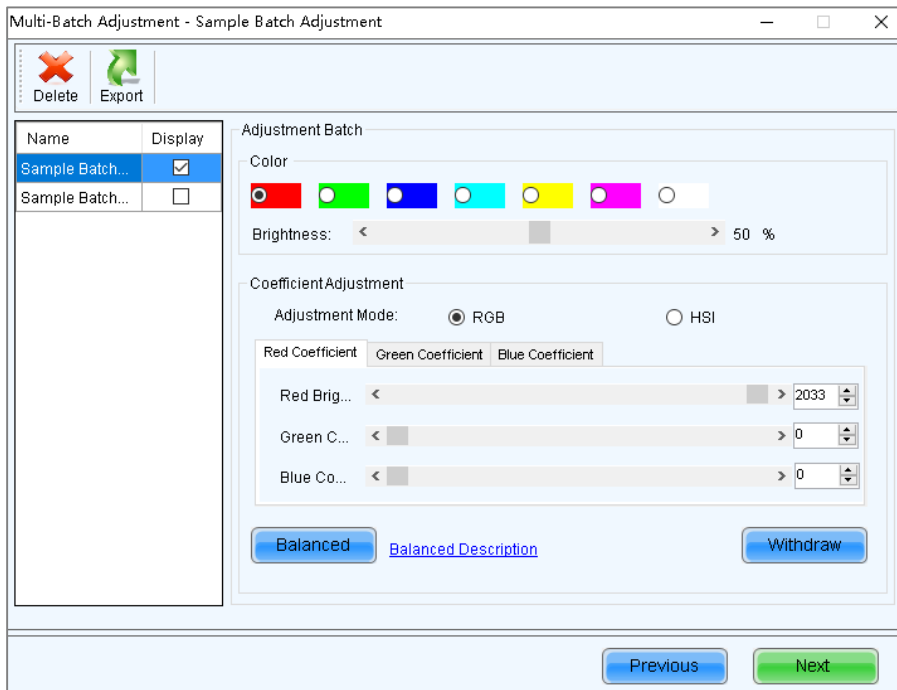 Multi-Batch Adjustment - Sample Batch Adjustment
Delete Export
Name Display
Sample Batch...
Sample Batch...
Adjustment Batch
Color
Brightness: 50 %
Coefficient Adjustment
Adjustment Mode: RGB HSI
Red Coefficient Green Coefficient Blue Coefficient
Red Brig... 2033
Green C... 0
Blue Co... 0
Balanced Balanced Description Withdraw
Previous Next